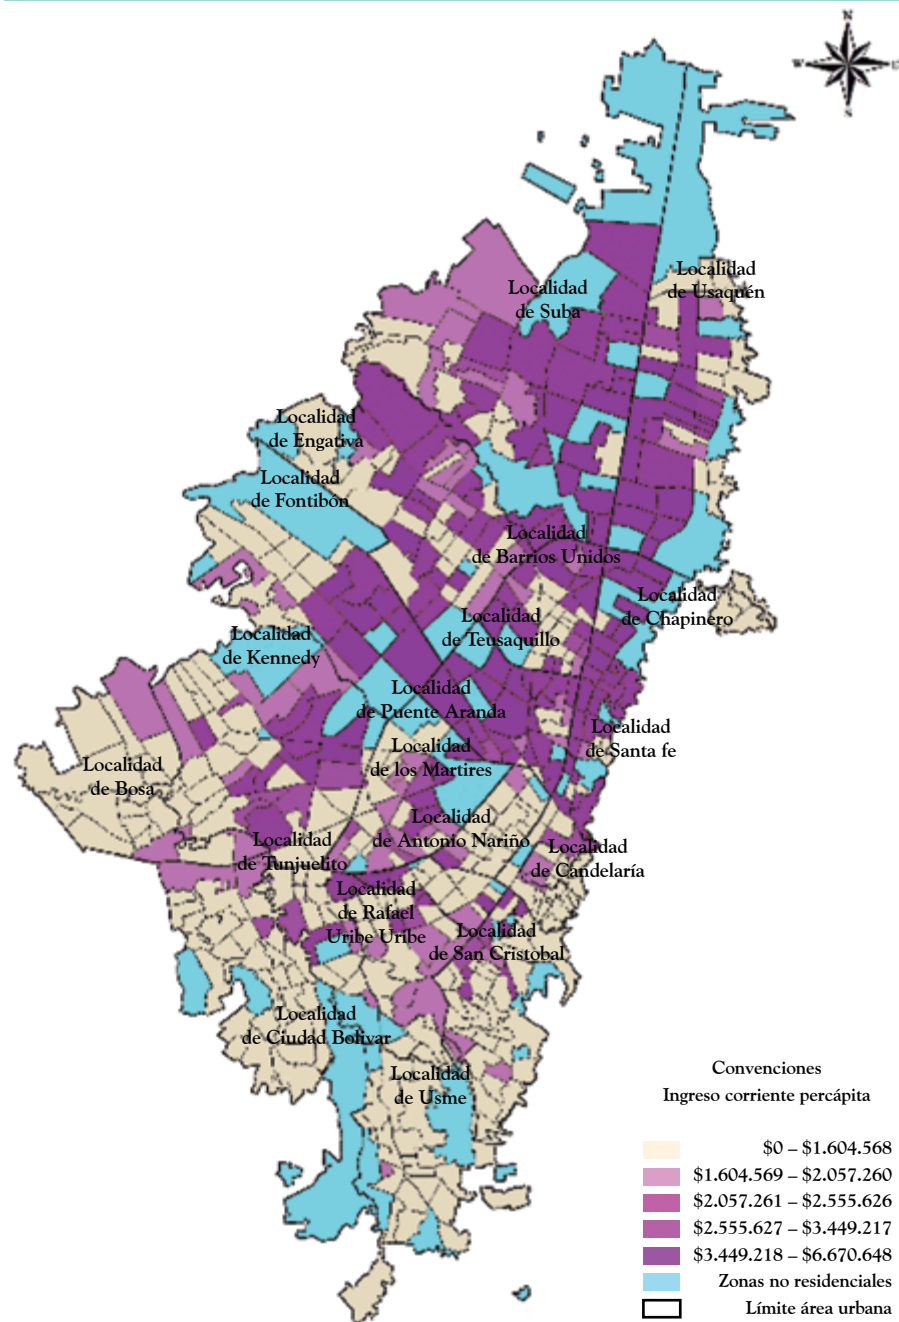 N
W
E
S
Localidad
de Usaquén
Localidad
de Suba
Localidad
de Engativa
Localidad
de Fontibón
Localidad
de Barrios Unidos
Localidad
de Chapinero
Localidad
de Teusaquillo
Localidad
de Kennedy
Localidad
de Puente Aranda
Localidad
de Santa fe
Localidad
de los Martires
Localidad
de Bosa
Localidad
de Antonio Nariño
Localidad
de Tunjuelito
Localidad
de Candelaría
Localidad
de Rafael
Uribe Uribe
Localidad
de San Cristobal
Localidad
de Ciudad Bolivar
Localidad
de Usme
Convenciones
Ingreso corriente percápita
$0 – $1.604.568
$1.604.569 – $2.057.260
$2.057.261 – $2.555.626
$2.555.627 – $3.449.217
$3.449.218 – $6.670.648
Zonas no residenciales
Límite área urbana